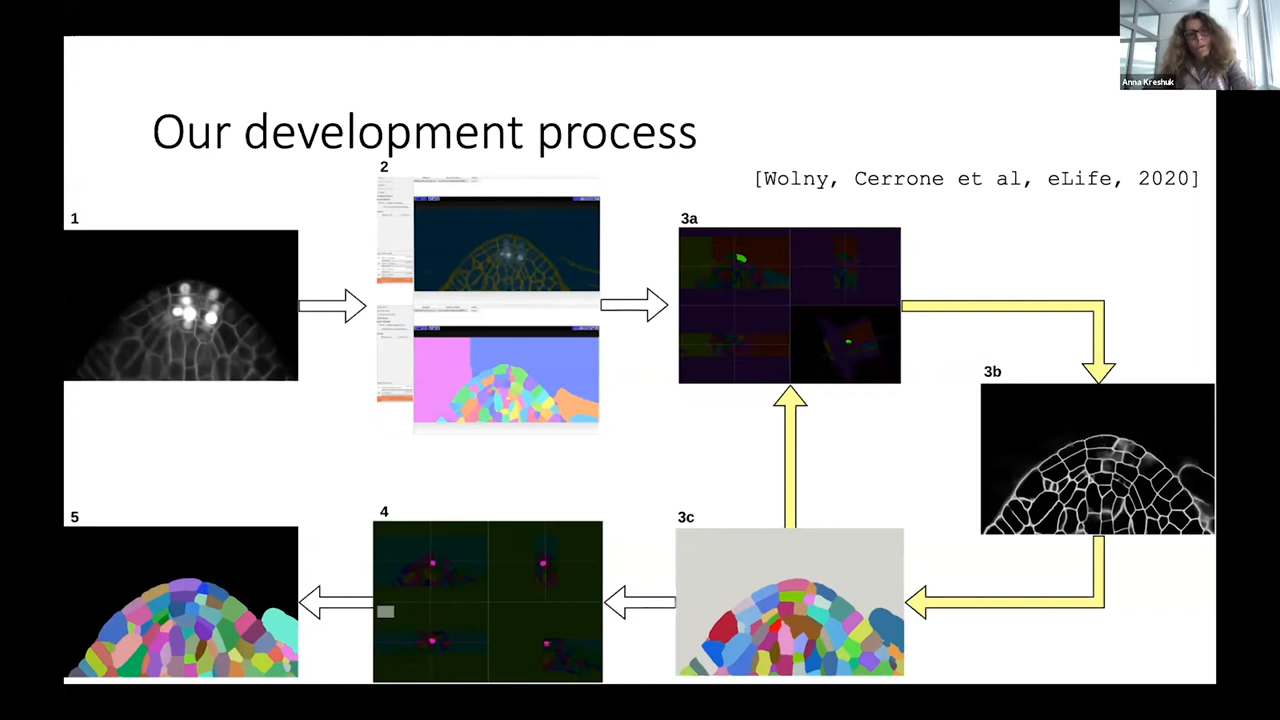 Anna Kreshuk
Our development process
[Wolny, Cerrone et al, eLife, 2020]
1
2
3a
3b
3c
4
5